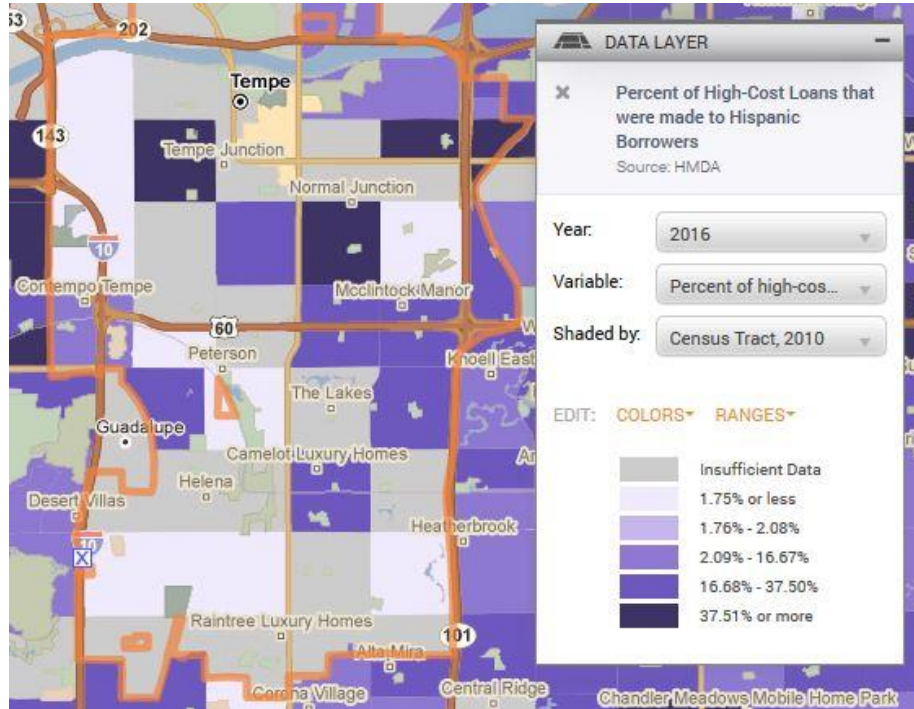 53
202
Tempe
143
Tempe Junction
Normal Junction
10
Contempo Tempe
Mcclintock Manor
60
Peterson
Knoell East
The Lakes
Guadalupe
Camelot Luxury Homes
Helena
Desert Villas
Heatherbrook
10
X
Raintree Luxury Homes
101
Alta Mira
Corona Village
Central Ridge
Chandler Meadows Mobile Home Park
DATA LAYER
Percent of High-Cost Loans that
were made to Hispanic
Borrowers
Source: HMDA
Year:
2016
Variable:
Percent of high-cos...
Shaded by:
Census Tract, 2010
EDIT: COLORS RANGES
Insufficient Data
1.75% or less
1.76% - 2.08%
2.09% - 16.67%
16.68% - 37.50%
37.51% or more